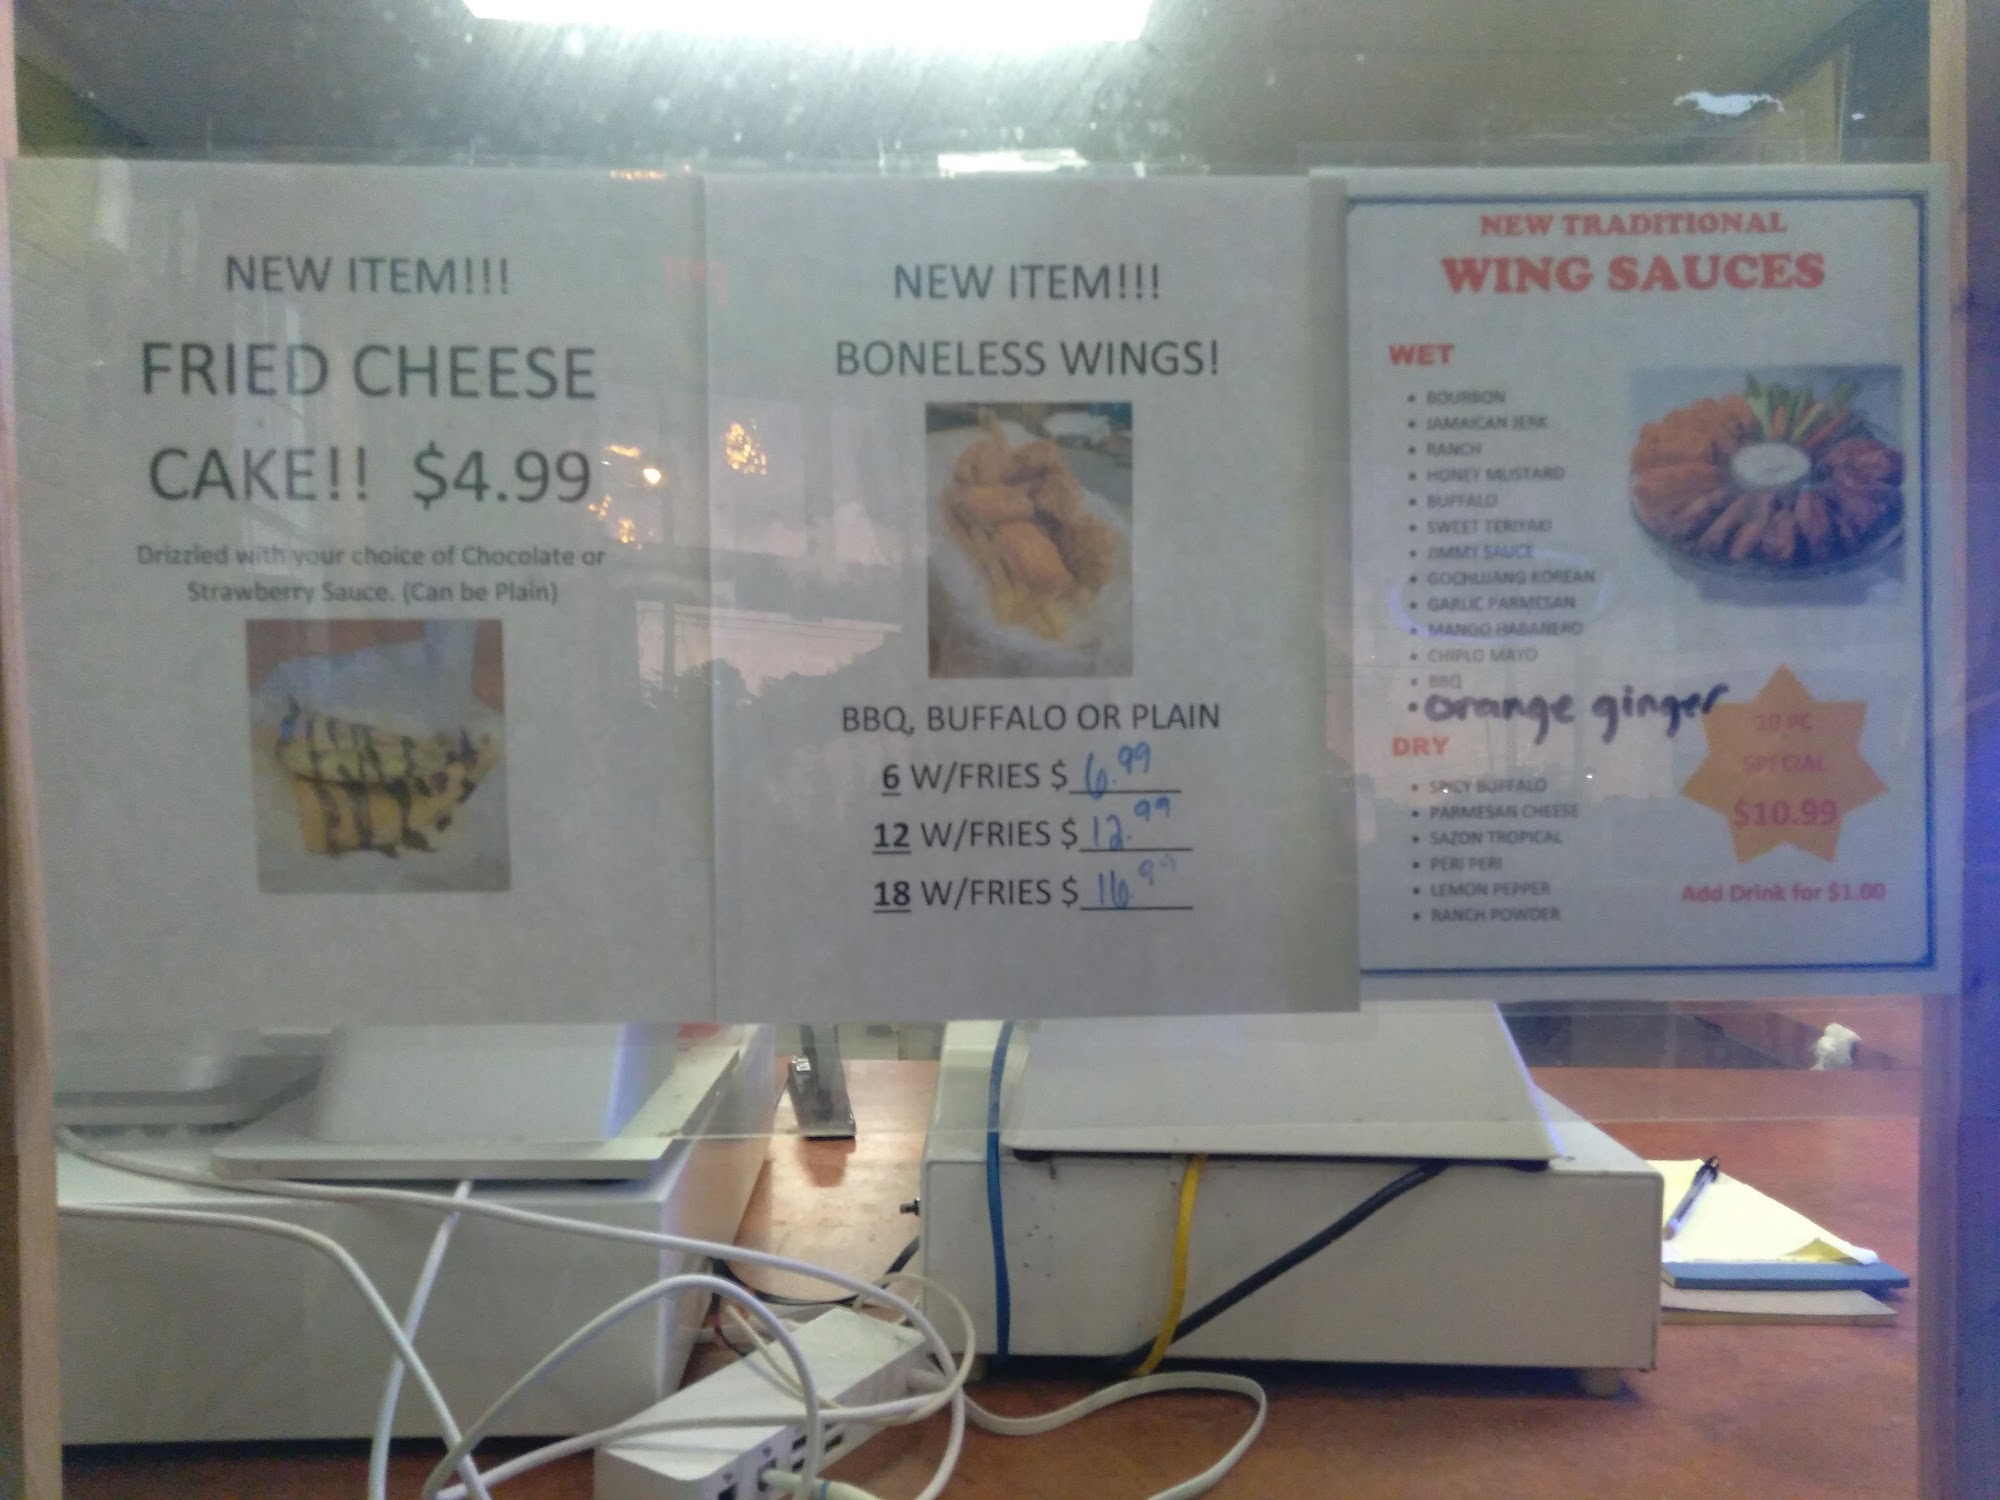 NEW ITEM!!!
FRIED CHEESE
CAKE!! $4.99
Drizzled with your choice of Chocolate or
Strawberry Sauce. (Can be Plain)
NEW ITEM!!!
BONELESS WINGS!
BBQ, BUFFALO OR PLAIN
6 W/FRIES $ 6.99
12 W/FRIES $ 12.99
18 W/FRIES $ 16.99
NEW TRADITIONAL
WING SAUCES
WET
• BOURBON
• JAMAICAN JERK
• RANCH
• HONEY MUSTARD
• BUFFALO
• SWEET TERIYAKI
• JIMMY SAUCE
• GOCHUJANG KOREAN
• GARLIC PARMESAN
• MANGO HABANERO
• CHIPLO MAYO
• BBQ
• orange ginger
DRY
• SPICY BUFFALO
• PARMESAN CHEESE
• SAZON TROPICAL
• PERI PERI
• LEMON PEPPER
• RANCH POWDER
10 PC
SPECIAL
$10.99
Add Drink for $1.00